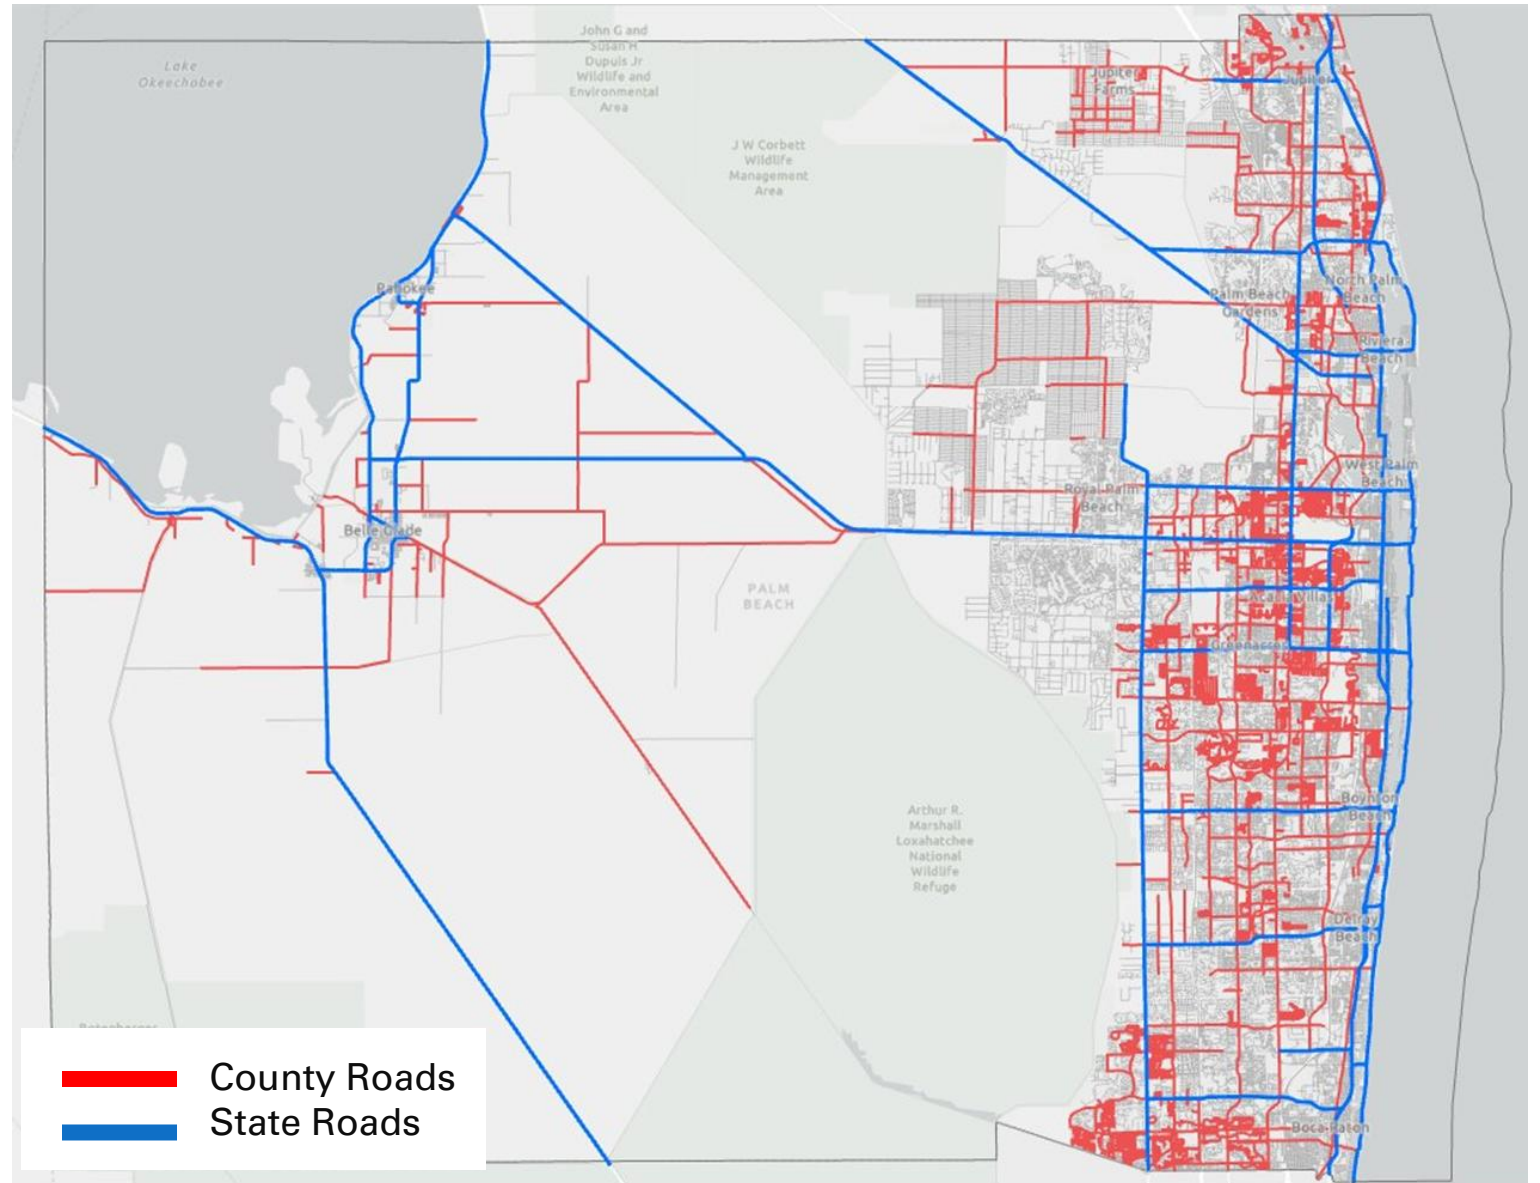 Lake
Okeechobee
John G and
Susan H
Dupuis Jr
Wildlife and
Environmental
Area
J W Corbett
Wildlife
Management
Area
Jupiter
Farms
Jupiter
Pahokee
Palm Beach
Gardens
North Palm
Beach
Riviera
Beach
West Palm
Beach
Royal Palm
Beach
Belle Glade
PALM
BEACH
Acacia Villas
Greenacres
Arthur R.
Marshall
Loxahatchee
National
Wildlife
Refuge
Boynton
Beach
Delray
Beach
Boca Raton
County Roads
State Roads